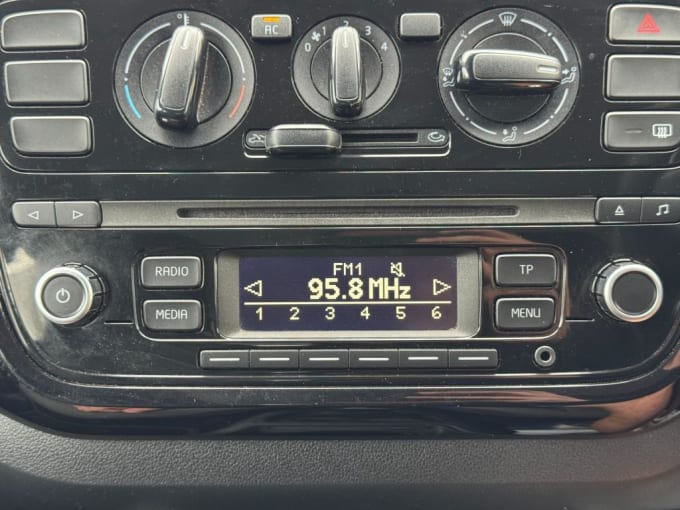 AC
0 1 2 3 4
RADIO
MEDIA
FM1
95.8 MHz
1 2 3 4 5 6
TP
MENU